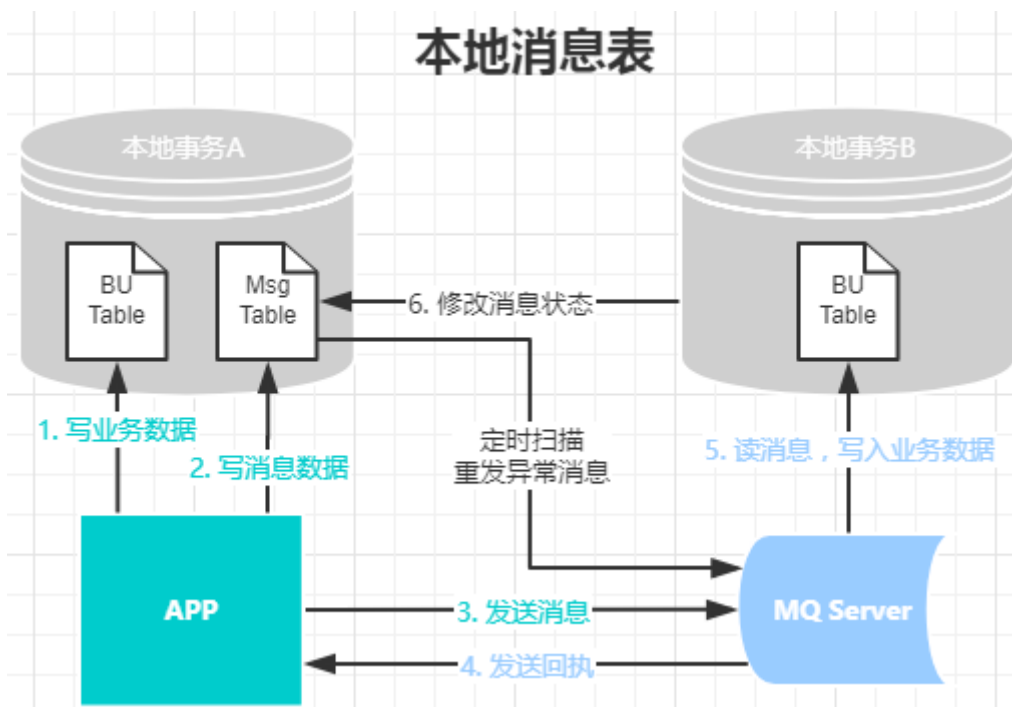 本地消息表
本地事务A
本地事务B
BU
Table
Msg
Table
BU
Table
6. 修改消息状态
1. 写业务数据
2. 写消息数据
定时扫描
重发异常消息
5. 读消息，写入业务数据
APP
3. 发送消息
MQ Server
4. 发送回执